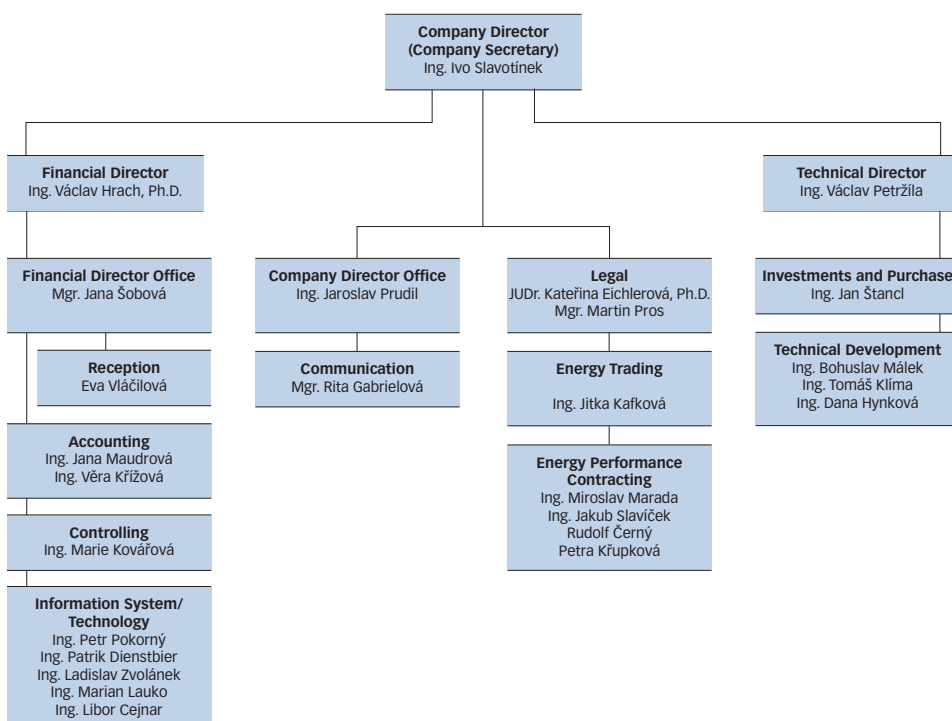 Company Director
(Company Secretary)
Ing. Ivo Slavotínek
Financial Director
Ing. Václav Hrach, Ph.D.
Technical Director
Ing. Václav Petržíla
Financial Director Office
Mgr. Jana Šobová
Company Director Office
Ing. Jaroslav Prudil
Legal
JUDr. Kateřina Eichlerová, Ph.D.
Mgr. Martin Pros
Investments and Purchase
Ing. Jan Štancl
Reception
Eva Vláčilová
Communication
Mgr. Rita Gabrielová
Energy Trading
Ing. Jitka Kafková
Technical Development
Ing. Bohuslav Málek
Ing. Tomáš Klíma
Ing. Dana Hynková
Accounting
Ing. Jana Maudrová
Ing. Věra Křížová
Energy Performance
Contracting
Ing. Miroslav Marada
Ing. Jakub Slavíček
Rudolf Černý
Petra Křupková
Controlling
Ing. Marie Kovářová
Information System/
Technology
Ing. Petr Pokorný
Ing. Patrik Dienstbier
Ing. Ladislav Zvolánek
Ing. Marian Lauko
Ing. Libor Cejnar